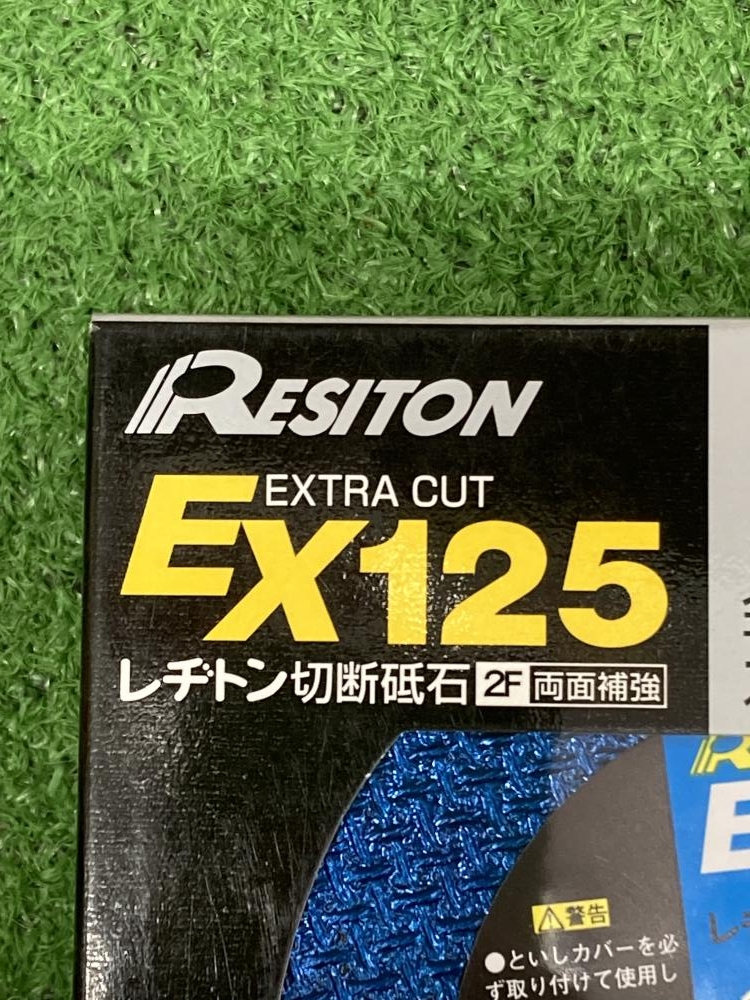 RESITON
EXTRA CUT
EX125
レヂトン切断砥石 2F 両面補強
⚠警告
●といしカバーを必
ず取り付けて使用し